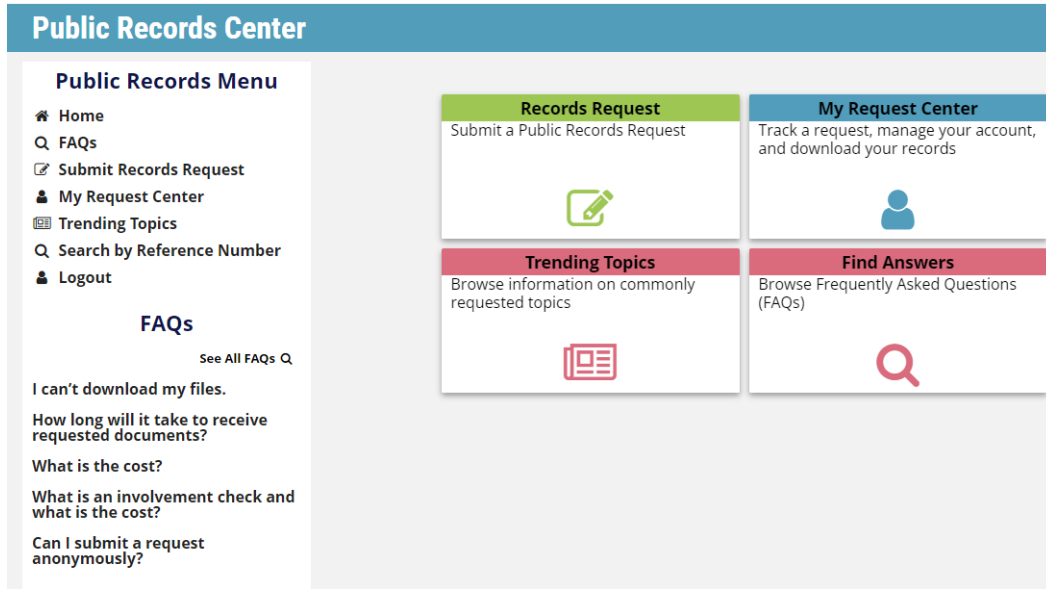 Public Records Center
Public Records Menu
Home
FAQs
Submit Records Request
My Request Center
Trending Topics
Search by Reference Number
Logout
FAQs
See All FAQs
I can’t download my files.
How long will it take to receive
requested documents?
What is the cost?
What is an involvement check and
what is the cost?
Can I submit a request
anonymously?
Records Request
Submit a Public Records Request
My Request Center
Track a request, manage your account,
and download your records
Trending Topics
Browse information on commonly
requested topics
Find Answers
Browse Frequently Asked Questions
(FAQs)